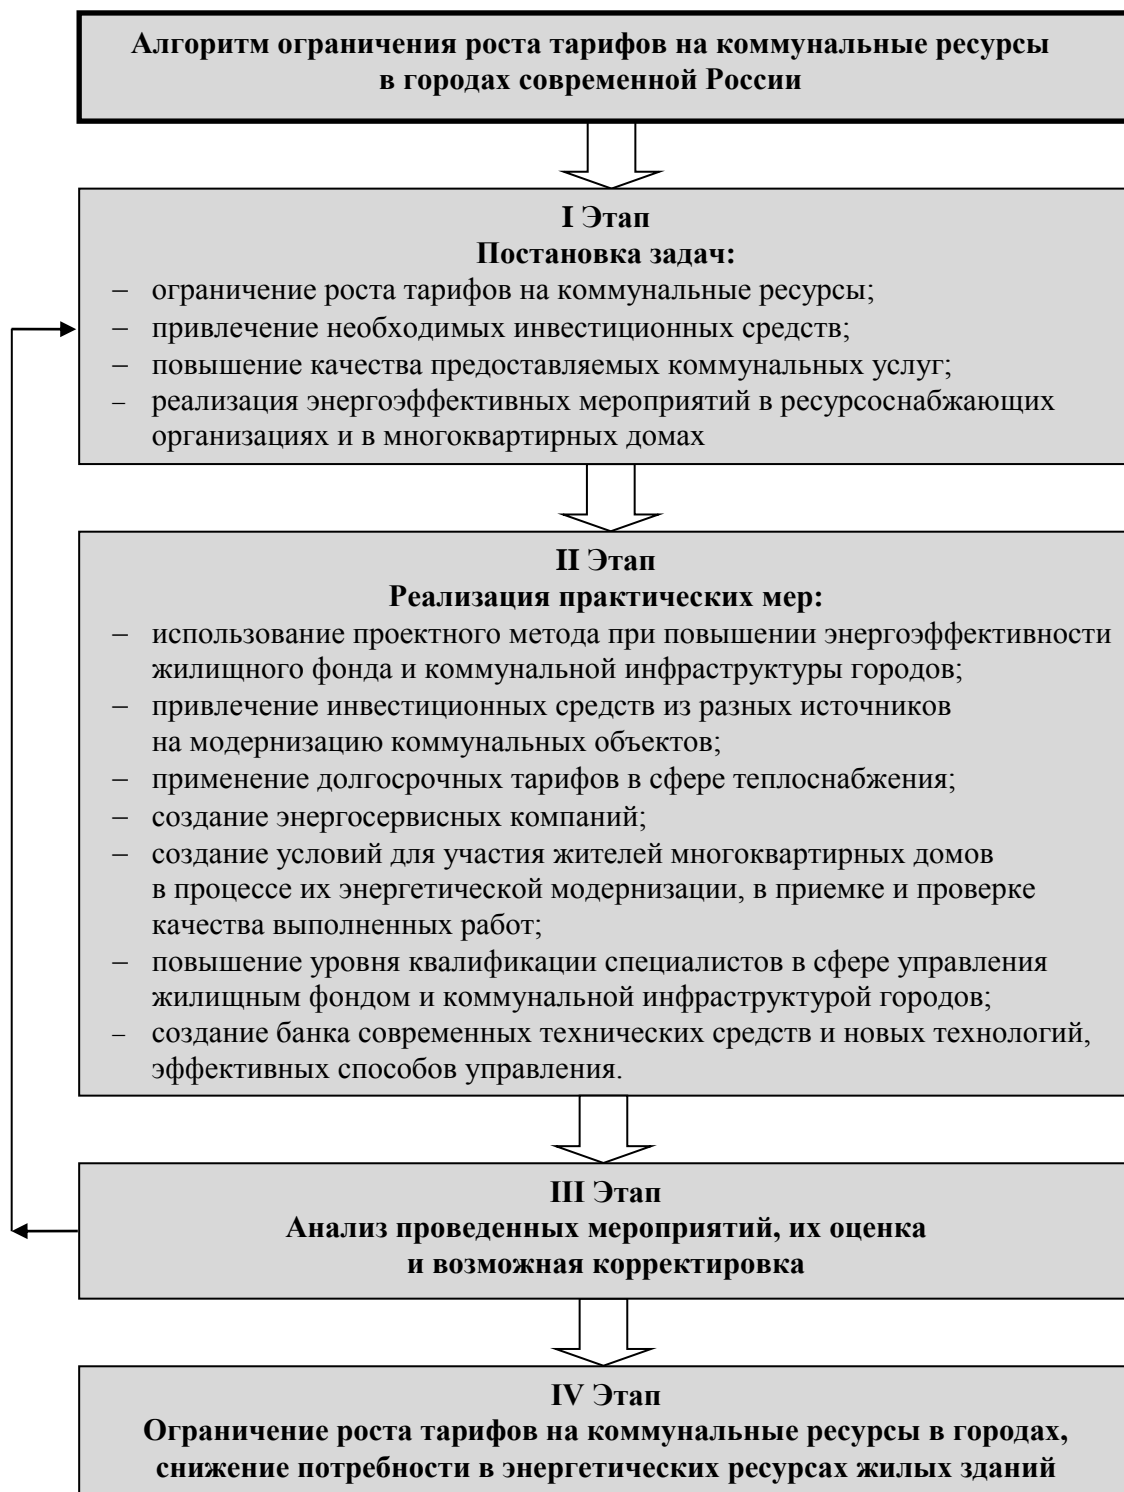 Алгоритм ограничения роста тарифов на коммунальные ресурсы
в городах современной России
I Этап
Постановка задач:
– ограничение роста тарифов на коммунальные ресурсы;
– привлечение необходимых инвестиционных средств;
– повышение качества предоставляемых коммунальных услуг;
– реализация энергоэффективных мероприятий в ресурсоснабжающих
организациях и в многоквартирных домах
II Этап
Реализация практических мер:
– использование проектного метода при повышении энергоэффективности
жилищного фонда и коммунальной инфраструктуры городов;
– привлечение инвестиционных средств из разных источников
на модернизацию коммунальных объектов;
– применение долгосрочных тарифов в сфере теплоснабжения;
– создание энергосервисных компаний;
– создание условий для участия жителей многоквартирных домов
в процессе их энергетической модернизации, в приемке и проверке
качества выполненных работ;
– повышение уровня квалификации специалистов в сфере управления
жилищным фондом и коммунальной инфраструктурой городов;
– создание банка современных технических средств и новых технологий,
эффективных способов управления.
III Этап
Анализ проведенных мероприятий, их оценка
и возможная корректировка
IV Этап
Ограничение роста тарифов на коммунальные ресурсы в городах,
снижение потребности в энергетических ресурсах жилых зданий